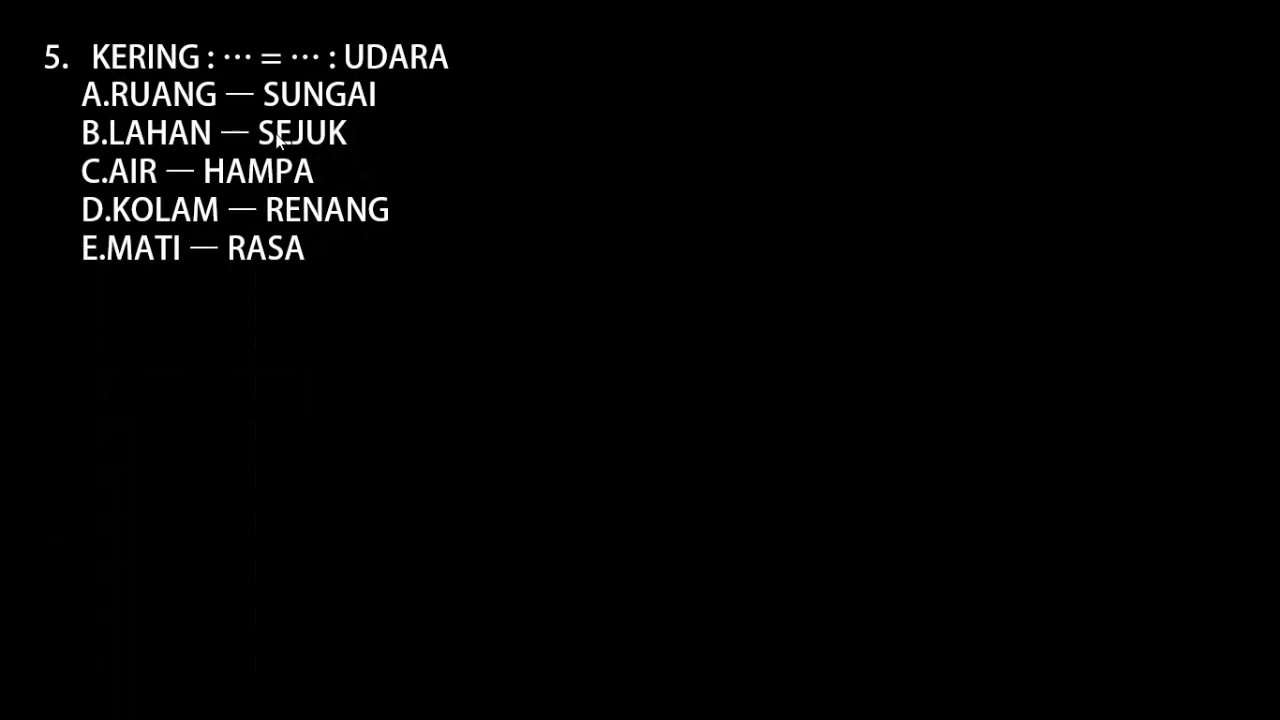 5. KERING : ... = ... : UDARA
A.RUANG — SUNGAI
B.LAHAN — SEJUK
C.AIR — HAMPA
D.KOLAM — RENANG
E.MATI — RASA